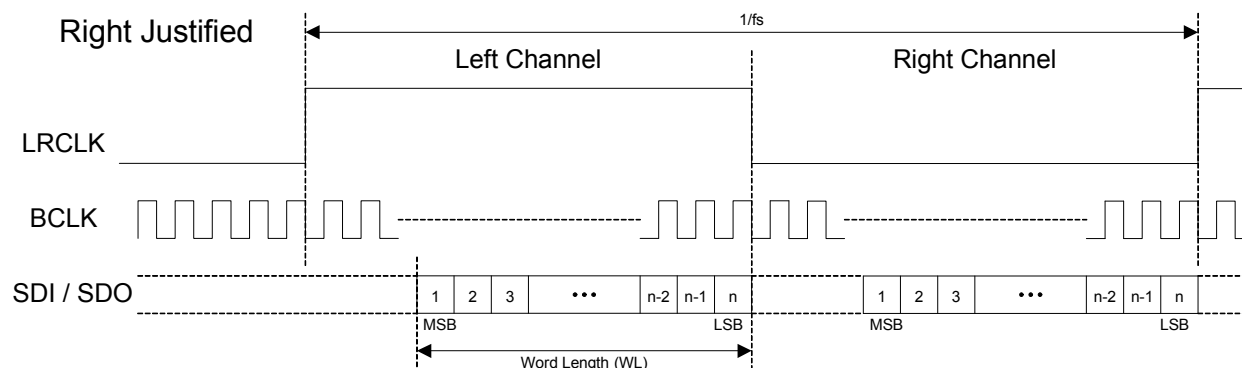 Right Justified
1/fs
Left Channel
Right Channel
LRCLK
BCLK
SDI / SDO
1 2 3 ••• n-2 n-1 n 1 2 3 ••• n-2 n-1 n
MSB LSB MSB LSB
Word Length (WL)